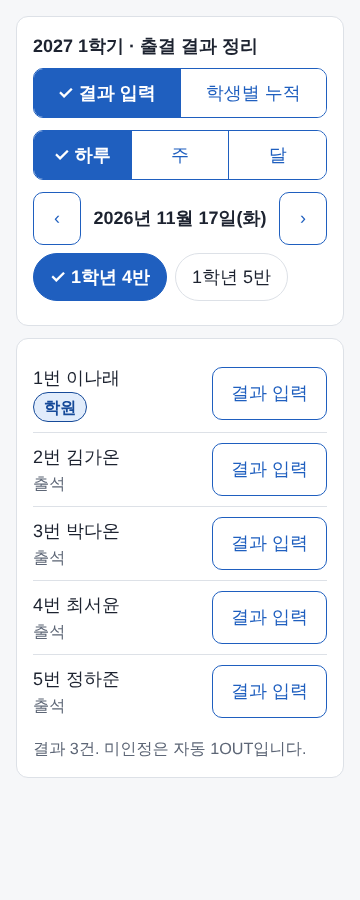 2027 1학기 · 출결 결과 정리
✓ 결과 입력 학생별 누적
✓ 하루 주 달
‹ 2026년 11월 17일(화) ›
✓ 1학년 4반 1학년 5반
1번 이나래
학원
결과 입력
2번 김가온
출석
결과 입력
3번 박다온
출석
결과 입력
4번 최서윤
출석
결과 입력
5번 정하준
출석
결과 입력
결과 3건. 미인정은 자동 1OUT입니다.